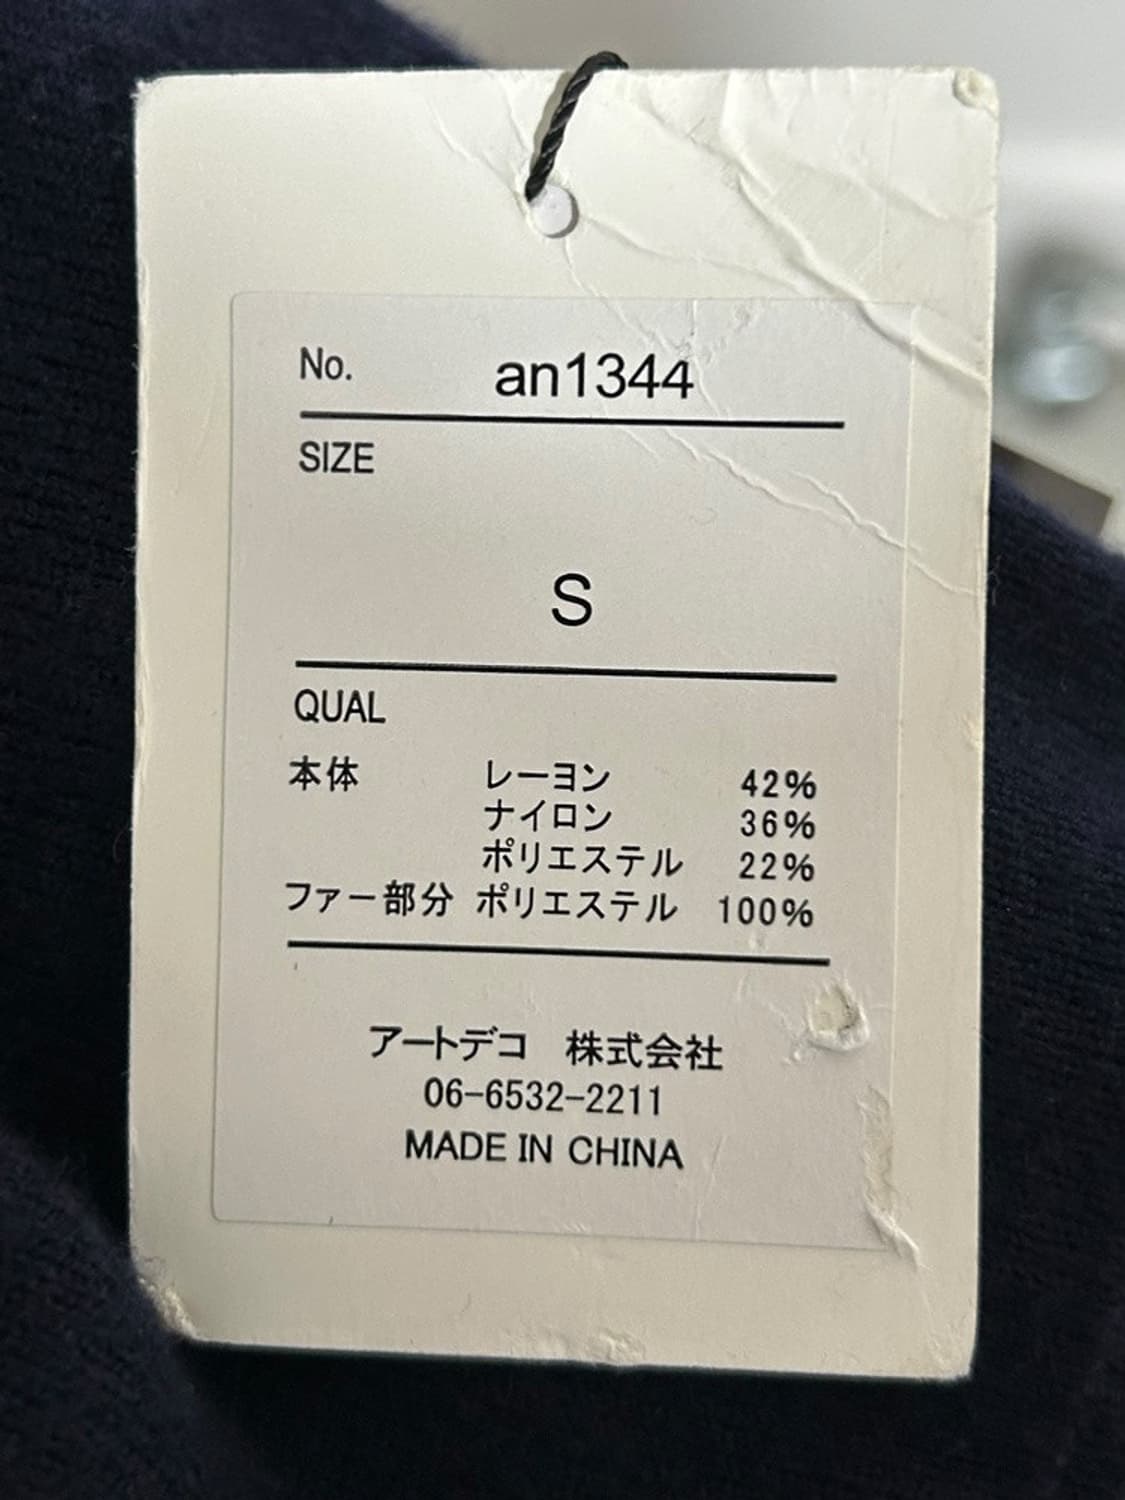 No. an1344
SIZE
S
QUAL
本体 レーヨン 42%
ナイロン 36%
ポリエステル 22%
ファー部分 ポリエステル 100%
アートデコ 株式会社
06-6532-2211
MADE IN CHINA